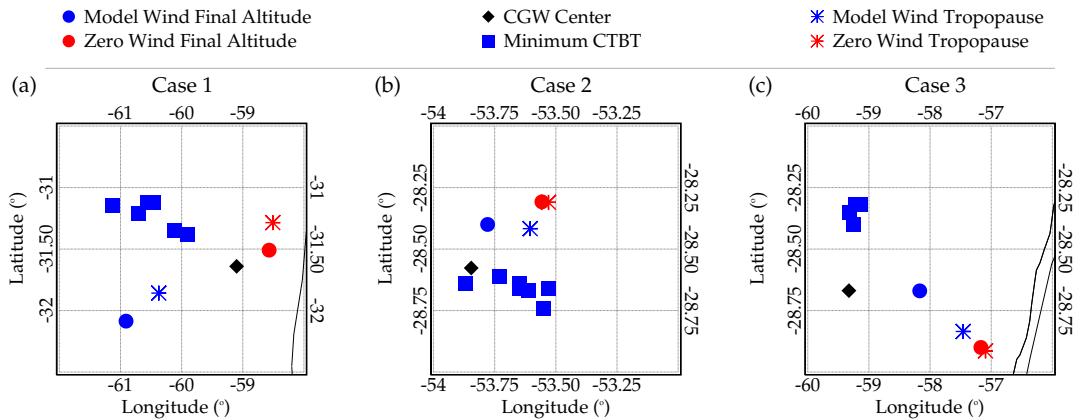 Model Wind Final Altitude CGW Center Model Wind Tropopause
Zero Wind Final Altitude Minimum CTBT Zero Wind Tropopause
(a) Case 1 (b) Case 2 (c) Case 3
-61 -60 -59
-54 -53.75 -53.50 -53.25
-60 -59 -58 -57
Latitude (°)
-31
-31.50
-32
-31
-31.50
-32
-61 -60 -59
Longitude (°)
Latitude (°)
-28.25
-28.50
-28.75
-28.25
-28.50
-28.75
-54 -53.75 -53.50 -53.25
Longitude (°)
Latitude (°)
-28.25
-28.50
-28.75
-28.25
-28.50
-28.75
-60 -59 -58 -57
Longitude (°)